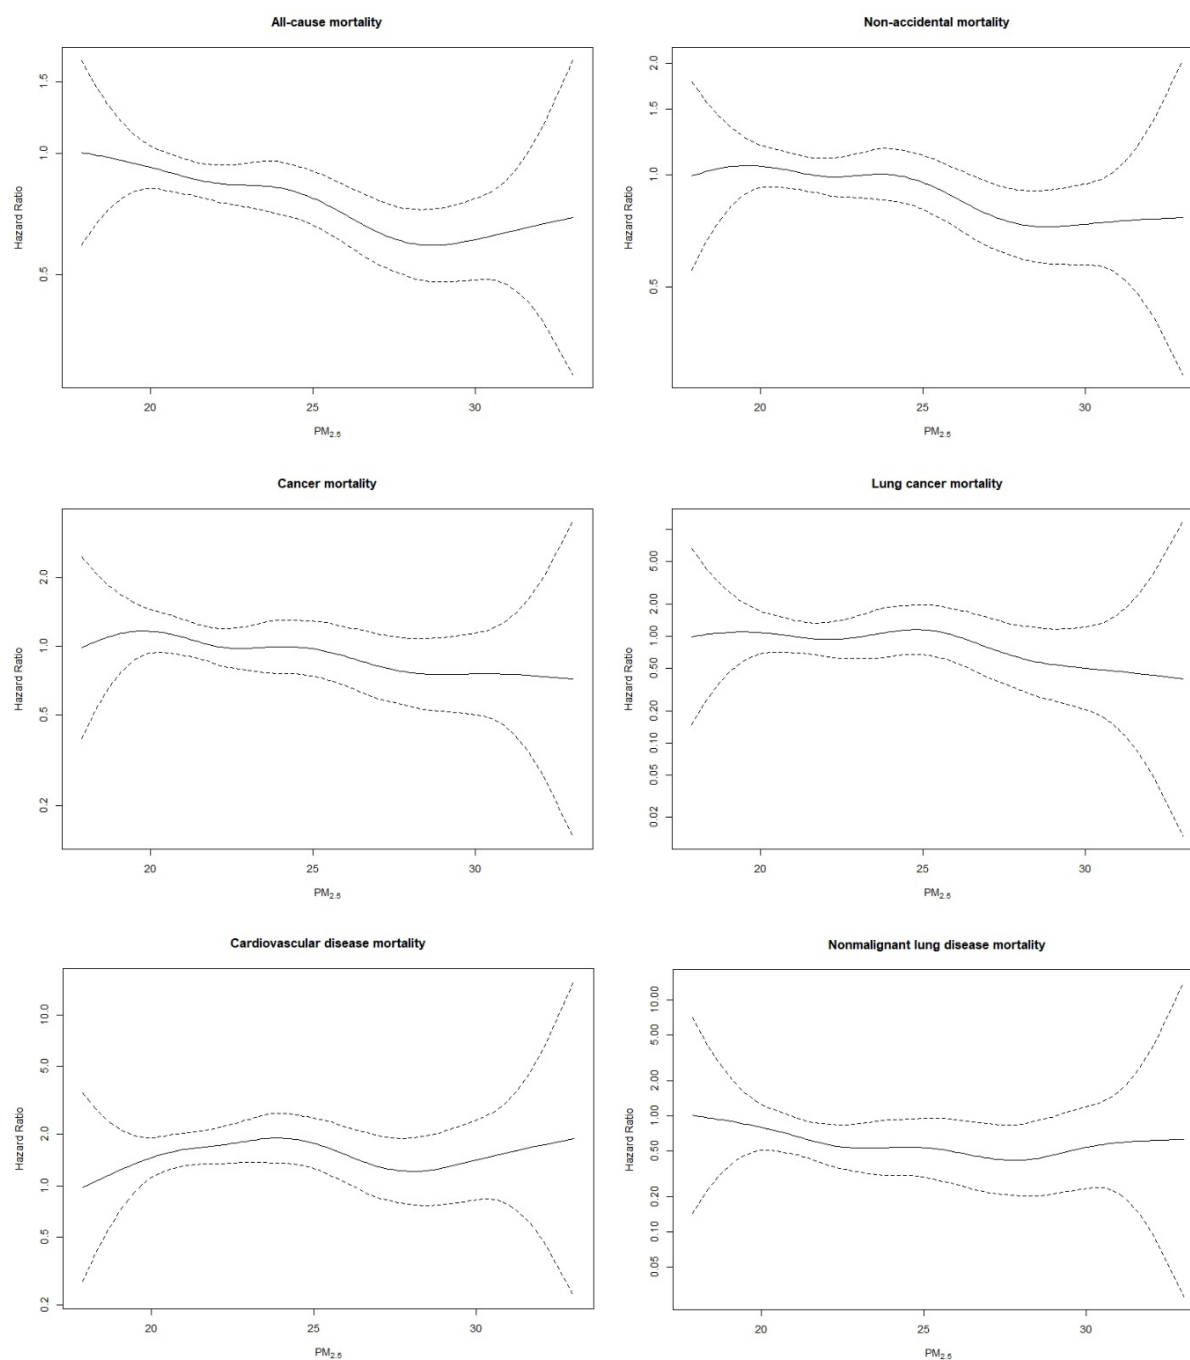 All-cause mortality
Hazard Ratio
1.5
1.0
0.5
20 25 30
PM2.5
Non-accidental mortality
Hazard Ratio
2.0
1.5
1.0
0.5
20 25 30
PM2.5
Cancer mortality
Hazard Ratio
2.0
1.0
0.5
0.2
20 25 30
PM2.5
Lung cancer mortality
Hazard Ratio
5.00
2.00
1.00
0.50
0.20
0.10
0.05
0.02
20 25 30
PM2.5
Cardiovascular disease mortality
Hazard Ratio
10.0
5.0
2.0
1.0
0.5
0.2
20 25 30
PM2.5
Nonmalignant lung disease mortality
Hazard Ratio
10.00
5.00
2.00
1.00
0.50
0.20
0.10
0.05
20 25 30
PM2.5